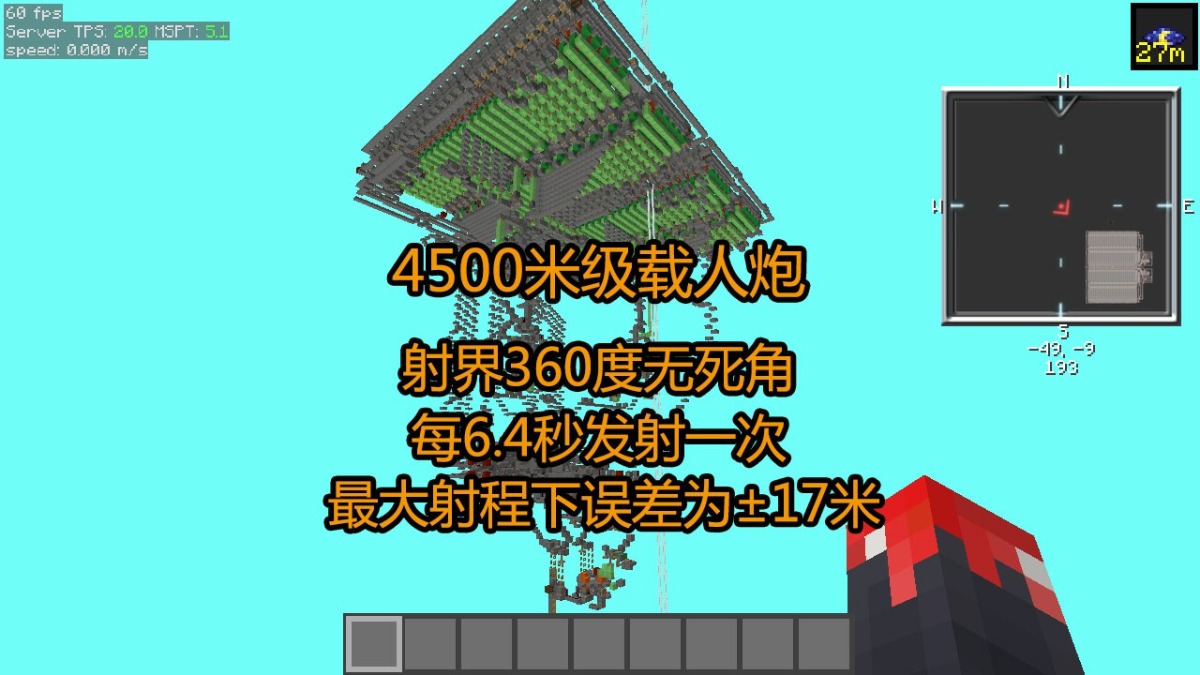 60 fps
Server TPS: 20.0 MSPT: 5.1
speed: 0.000 m/s
27m
N
W
E
S
-49, -9
193
4500米级载人炮
射界360度无死角
每6.4秒发射一次
最大射程下误差为±17米